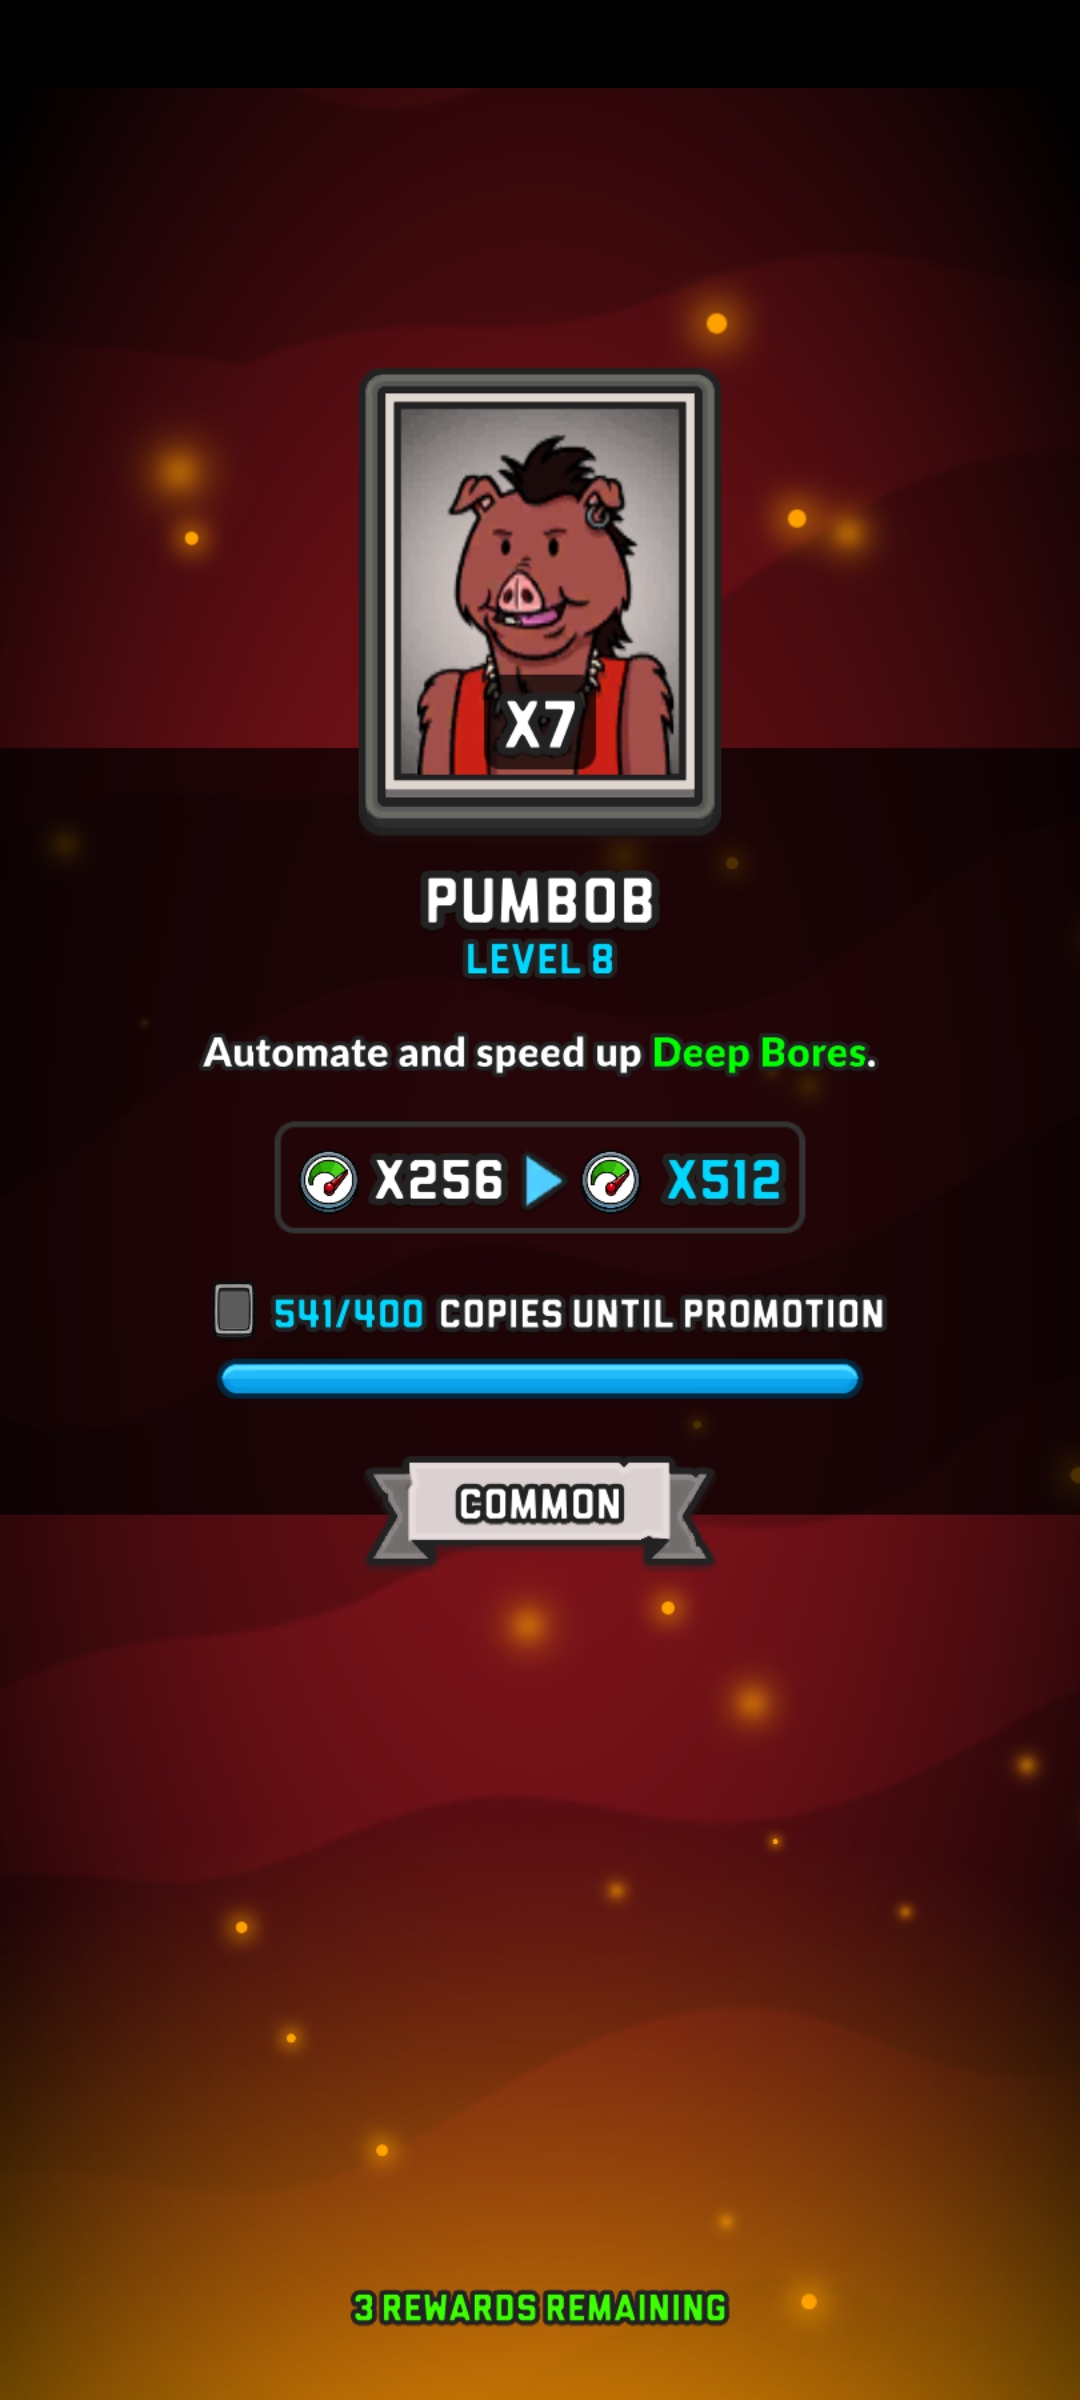 X7
PUMBOB
LEVEL 8
Automate and speed up Deep Bores.
X256 X512
541/400 COPIES UNTIL PROMOTION
COMMON
3 REWARDS REMAINING